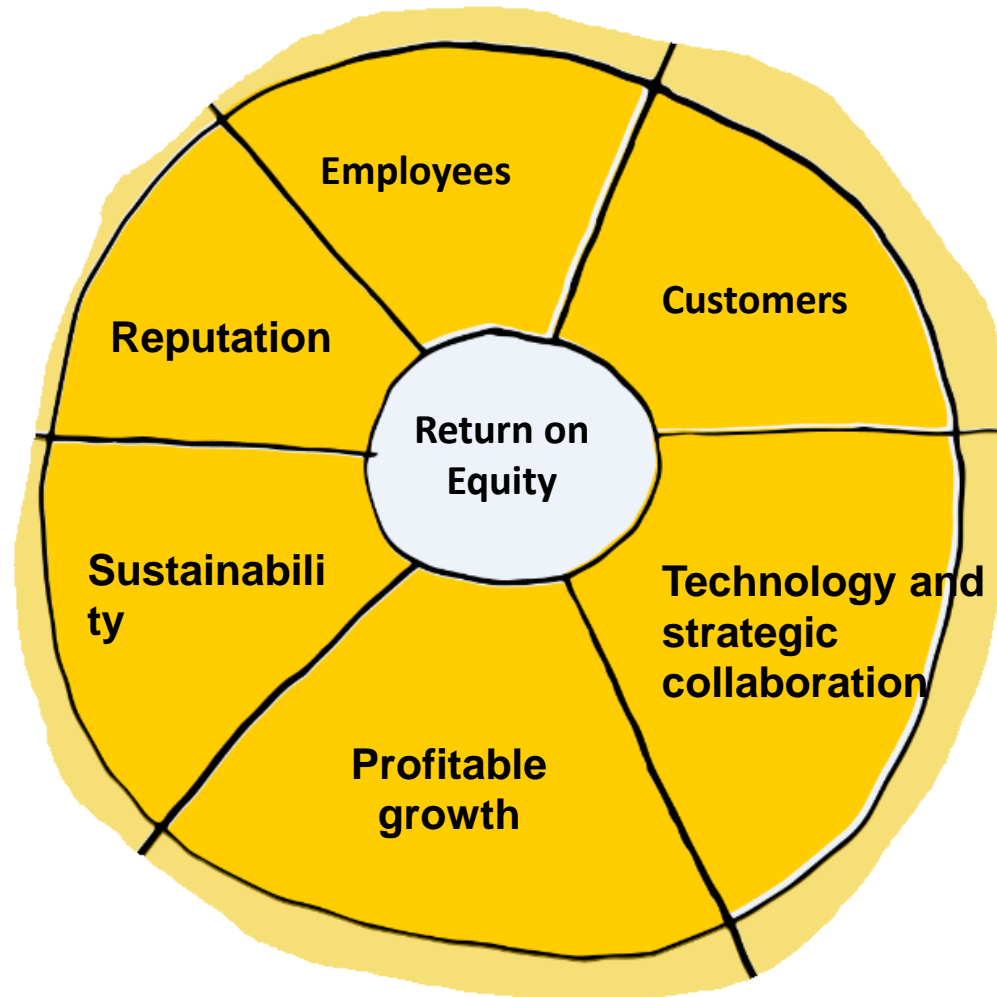 Employees
Customers
Reputation
Return on
Equity
Sustainabili
ty
Technology and
strategic
collaboration
Profitable
growth